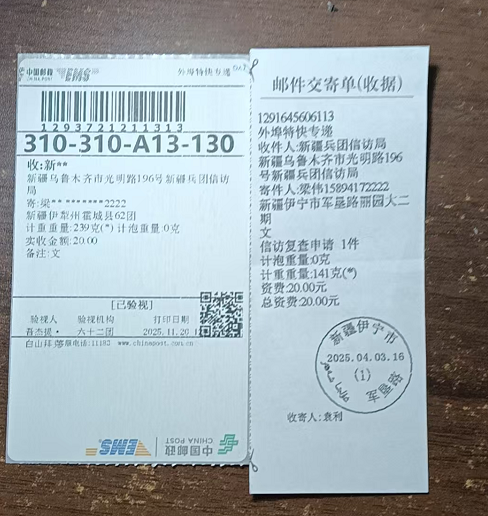 中国邮政
CHINA POST
EMS
外埠特快专递
1293721211313
310-310-A13-130
收:新**
新疆乌鲁木齐市光明路196号新疆兵团信访
局
寄:梁** ******2222
新疆伊犁州霍城县62团
计重重量:239克(*) 计泡重量:0克
实收金额:20.00
备注:文
[已验视]
验视人 验视机构 打印日期
吾杰提· 六十二团 2025.11.20
客服电话:11183 www.chinapost.com.cn
中国邮政
CHINA POST
EMS
邮件交寄单(收据)
1291645606113
外埠特快专递
收件人:新疆兵团信访局
新疆乌鲁木齐市光明路196
号新疆兵团信访局
寄件人:梁伟15894172222
新疆伊宁市军垦路丽园大二
期
文
信访复查申请 1件
计泡重量:0克
计重重量:141克(*)
资费:20.00元
总资费:20.00元
新疆伊宁市
2025.04.03.16
(1)
军垦路
收寄人:袁利